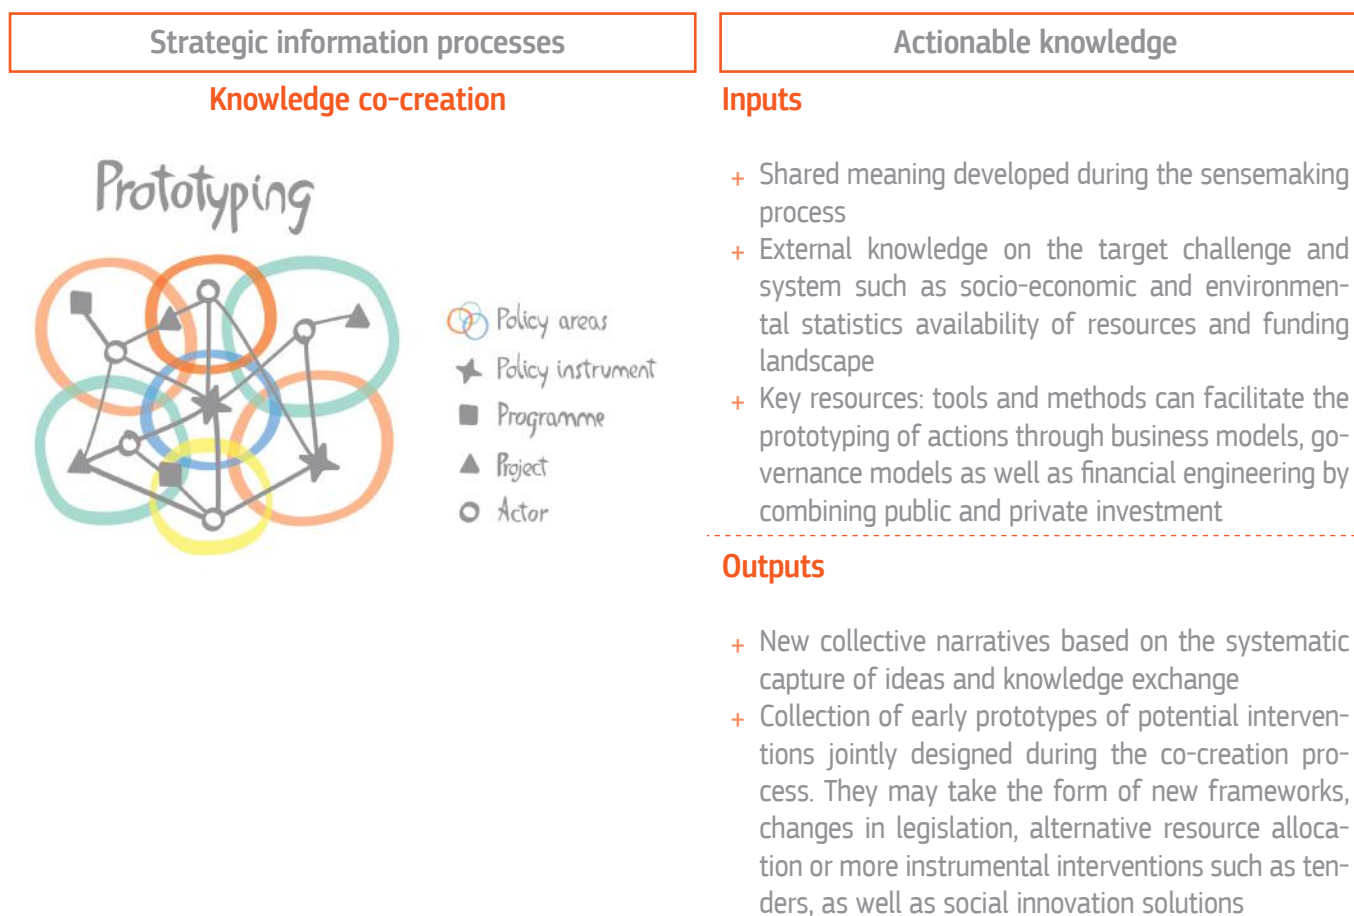 Strategic information processes
Knowledge co-creation
Prototyping
Policy areas
Policy instrument
Programme
Project
Actor
Actionable knowledge
Inputs
+ Shared meaning developed during the sensemaking
process
+ External knowledge on the target challenge and
system such as socio-economic and environmen-
tal statistics availability of resources and funding
landscape
+ Key resources: tools and methods can facilitate the
prototyping of actions through business models, go-
vernance models as well as financial engineering by
combining public and private investment
Outputs
+ New collective narratives based on the systematic
capture of ideas and knowledge exchange
+ Collection of early prototypes of potential interven-
tions jointly designed during the co-creation pro-
cess. They may take the form of new frameworks,
changes in legislation, alternative resource alloca-
tion or more instrumental interventions such as ten-
ders, as well as social innovation solutions